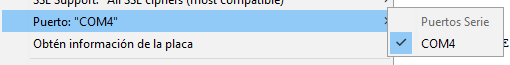 SSL Support: "All SSL ciphers (most compatible)"
Puerto: "COM4"
Puertos Serie
COM4
Obtén información de la placa